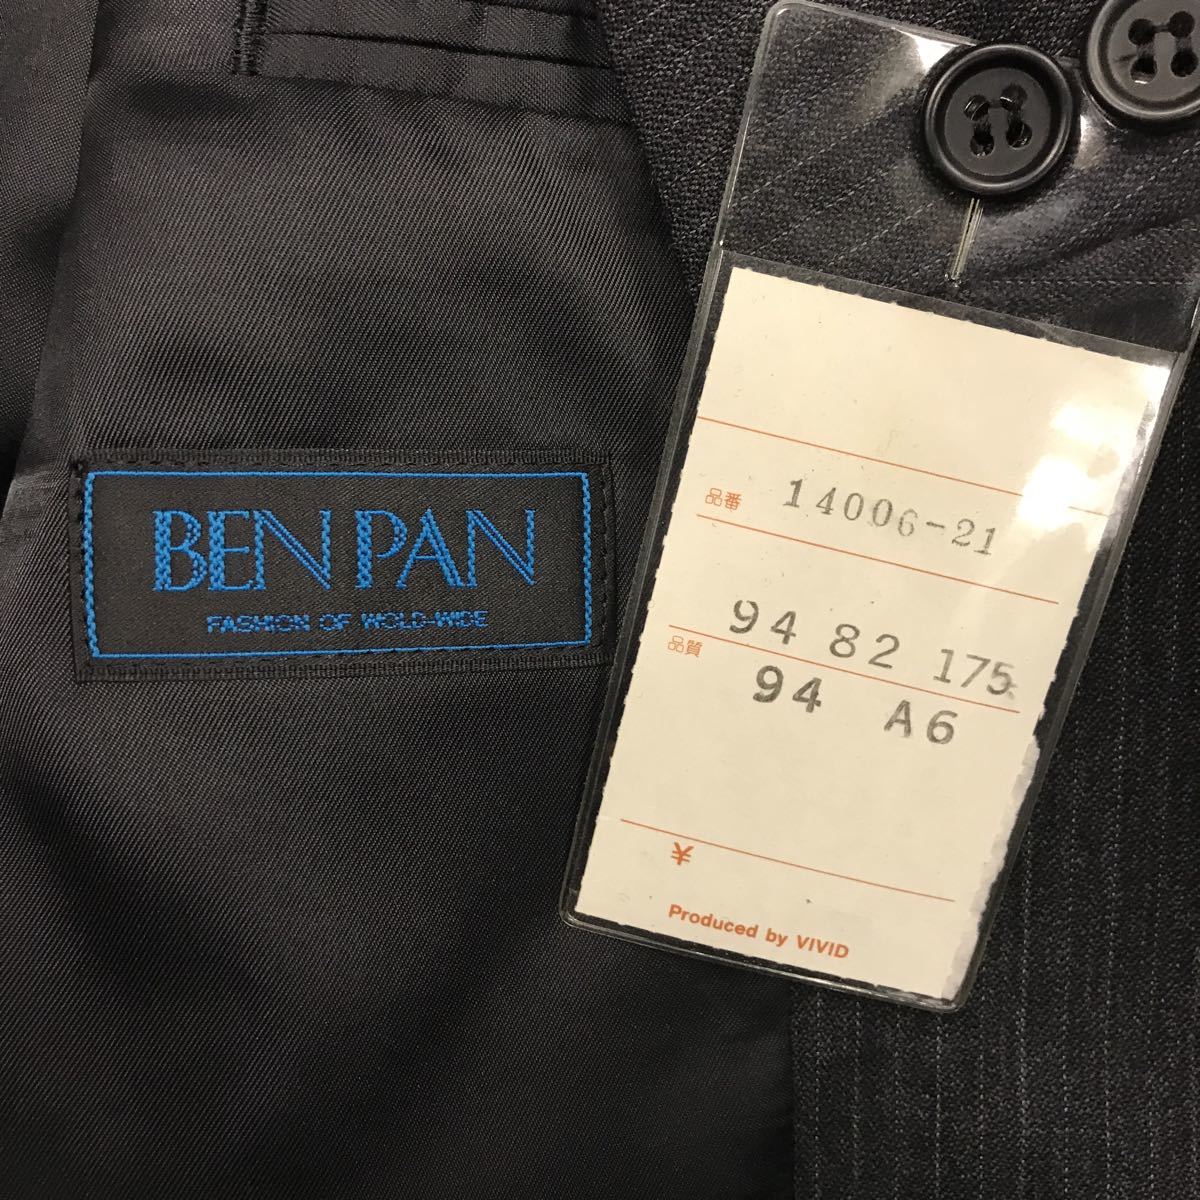 BEN PAN
FASHION OF WOLD-WIDE
品番 14006-21
94 82 175
品質
94 A6
¥
Produced by VIVID